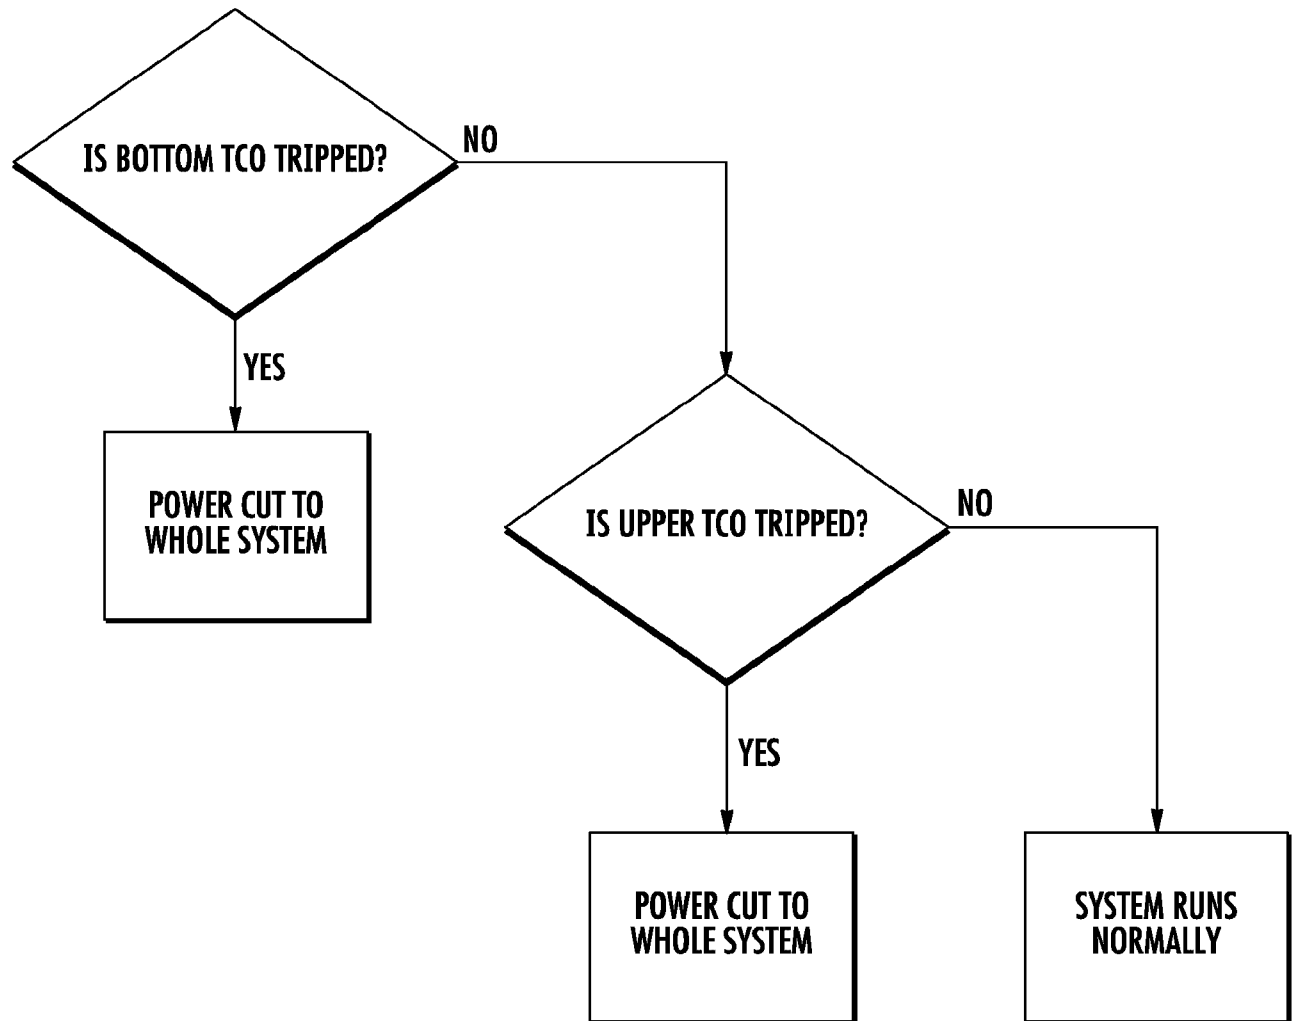 IS BOTTOM TCO TRIPPED?
NO
YES
POWER CUT TO
WHOLE SYSTEM
IS UPPER TCO TRIPPED?
NO
YES
POWER CUT TO
WHOLE SYSTEM
SYSTEM RUNS
NORMALLY